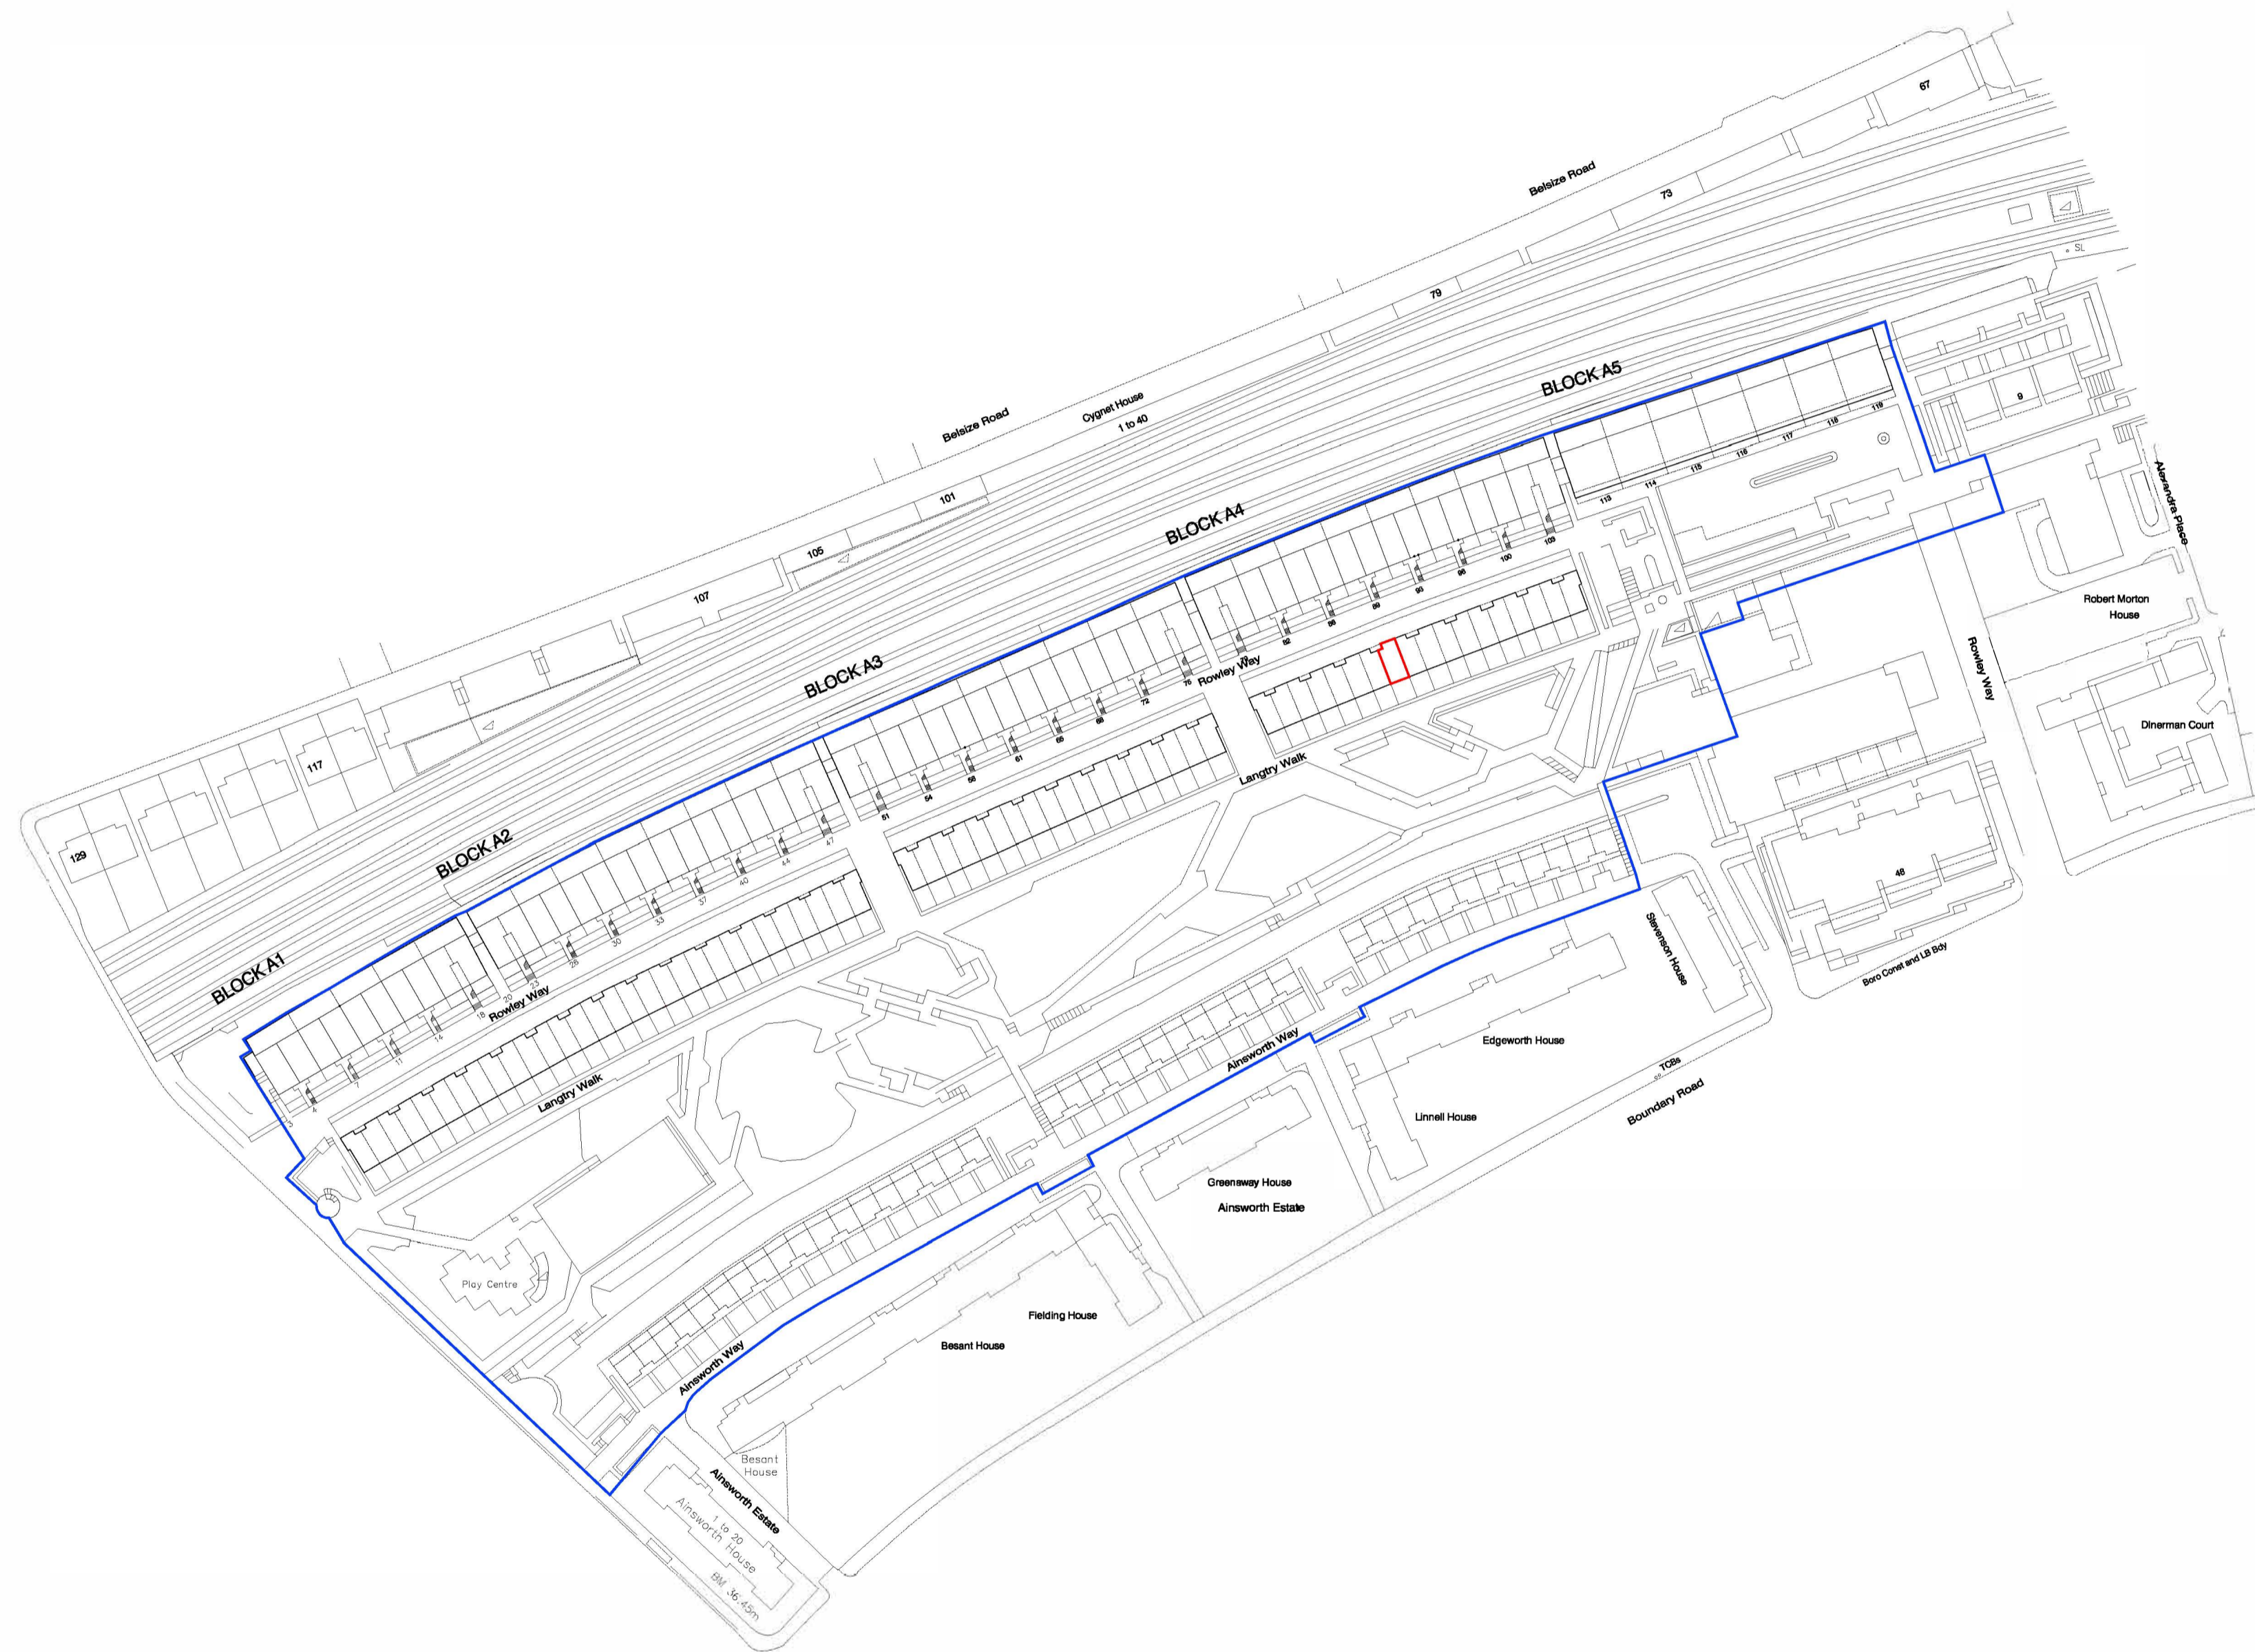 67
Belsize Road
73
SL
79
BLOCK A5
Cygnet House
1 to 40
Belsize Road
9
119
118
117
116
115
114
113
Alexandra Place
101
BLOCK A4
105
103
100
96
93
89
86
82
107
Robert Morton
House
Rowley Way
Rowley Way
BLOCK A3
76
72
68
65
61
58
54
51
Dinerman Court
117
Langtry Walk
129
BLOCK A2
47
44
40
37
33
30
26
23
20
18
14
11
7
4
3
48
Stevenson House
Boro Const and LB Bdy
BLOCK A1
Rowley Way
Edgeworth House
Ainsworth Way
TCBs
Langtry Walk
Linnell House
Boundary Road
Greenaway House
Ainsworth Estate
Play Centre
Fielding House
Besant House
Ainsworth Way
Besant
House
Ainsworth Estate
1 to 20
Ainsworth House
BM 36.45m